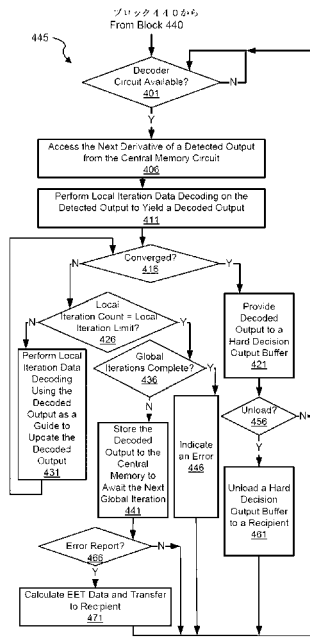 ブロック440から
From Block 440
445
Decoder
Circuit Available?
401
N
Y
Access the Next Derivative of a Detected Output
from the Central Memory Circuit
406
Perform Local Iteration Data Decoding on the
Detected Output to Yield a Decoded Output
411
Converged?
416
N
Y
Local
Iteration Count = Local
Iteration Limit?
426
N
Y
Provide
Decoded
Output to a
Hard Decision
Output Buffer
421
Perform Local
Iteration Data
Decoding
Using the
Decoded
Output as a
Guide to
Update the
Decoded
Output
431
Global
Iterations Complete?
436
Y
N
Unload?
456
N
Y
Store the
Decoded
Output to the
Central
Memory to
Await the Next
Global Iteration
441
Indicate
an Error
446
Unload a Hard
Decision
Output Buffer
to a Recipient
461
Error Report?
466
N
Y
Calculate EET Data and Transfer
to Recipient
471